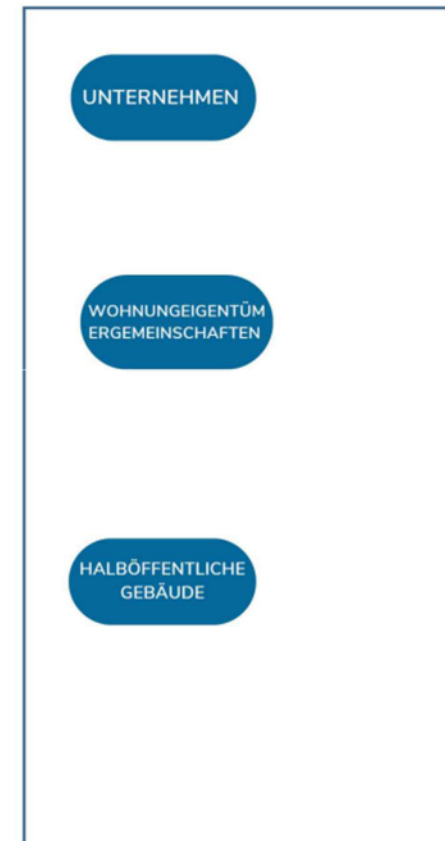 UNTERNEHMEN
WOHNUNGEIGENTÜM
ERGEMEINSCHAFTEN
HALBÖFFENTLICHE
GEBÄUDE